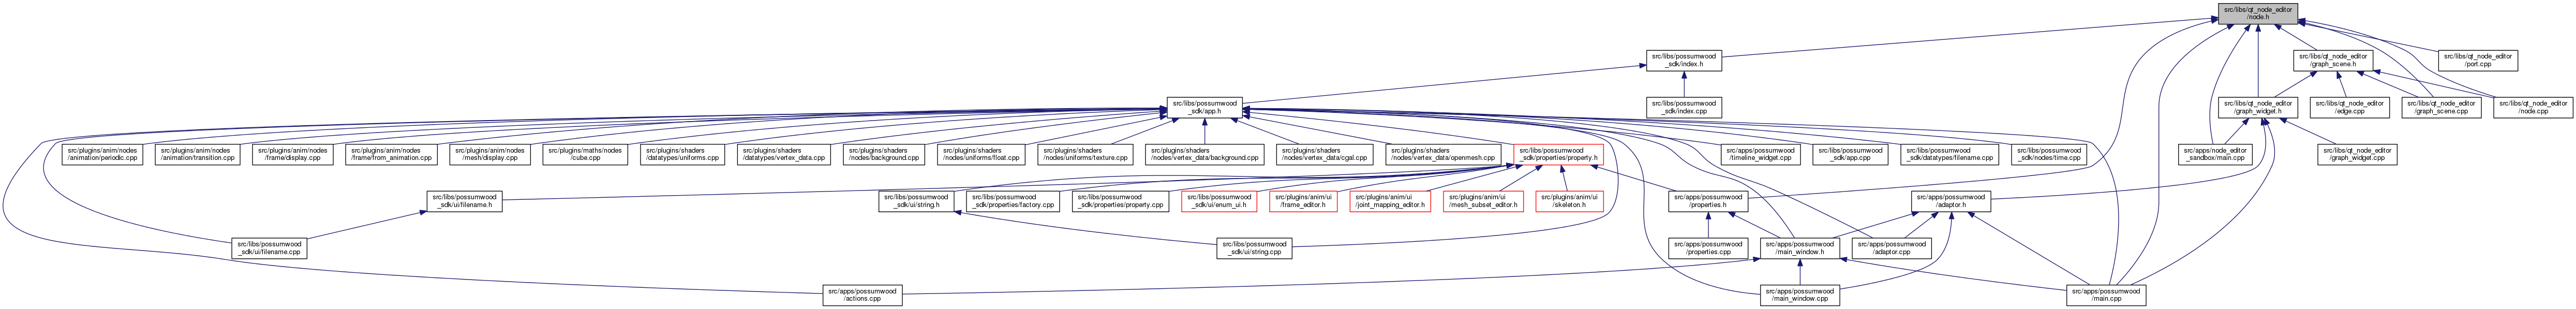 src/libs/qt_node_editor
/node.h
src/libs/possumwood
_sdk/index.h
src/libs/qt_node_editor
/graph_scene.h
src/libs/qt_node_editor
/port.cpp
src/libs/possumwood
_sdk/app.h
src/libs/possumwood
_sdk/index.cpp
src/libs/qt_node_editor
/graph_widget.h
src/libs/qt_node_editor
/edge.cpp
src/libs/qt_node_editor
/graph_scene.cpp
src/libs/qt_node_editor
/node.cpp
src/plugins/anim/nodes
/animation/periodic.cpp
src/plugins/anim/nodes
/animation/transition.cpp
src/plugins/anim/nodes
/frame/display.cpp
src/plugins/anim/nodes
/frame/from_animation.cpp
src/plugins/anim/nodes
/mesh/display.cpp
src/plugins/maths/nodes
/cube.cpp
src/plugins/shaders
/datatypes/uniforms.cpp
src/plugins/shaders
/datatypes/vertex_data.cpp
src/plugins/shaders
/nodes/background.cpp
src/plugins/shaders
/nodes/uniforms/float.cpp
src/plugins/shaders
/nodes/uniforms/texture.cpp
src/plugins/shaders
/nodes/vertex_data/background.cpp
src/plugins/shaders
/nodes/vertex_data/cgal.cpp
src/plugins/shaders
/nodes/vertex_data/openmesh.cpp
src/libs/possumwood
_sdk/properties/property.h
src/apps/possumwood
/timeline_widget.cpp
src/libs/possumwood
_sdk/app.cpp
src/libs/possumwood
_sdk/datatypes/filename.cpp
src/libs/possumwood
_sdk/nodes/time.cpp
src/apps/node_editor
_sandbox/main.cpp
src/libs/qt_node_editor
/graph_widget.cpp
src/libs/possumwood
_sdk/ui/filename.h
src/libs/possumwood
_sdk/ui/string.h
src/libs/possumwood
_sdk/properties/factory.cpp
src/libs/possumwood
_sdk/properties/property.cpp
src/libs/possumwood
_sdk/ui/enum_ui.h
src/plugins/anim/ui
/frame_editor.h
src/plugins/anim/ui
/joint_mapping_editor.h
src/plugins/anim/ui
/mesh_subset_editor.h
src/plugins/anim/ui
/skeleton.h
src/apps/possumwood
/properties.h
src/apps/possumwood
/adaptor.h
src/libs/possumwood
_sdk/ui/filename.cpp
src/libs/possumwood
_sdk/ui/string.cpp
src/apps/possumwood
/properties.cpp
src/apps/possumwood
/main_window.h
src/apps/possumwood
/adaptor.cpp
src/apps/possumwood
/actions.cpp
src/apps/possumwood
/main_window.cpp
src/apps/possumwood
/main.cpp